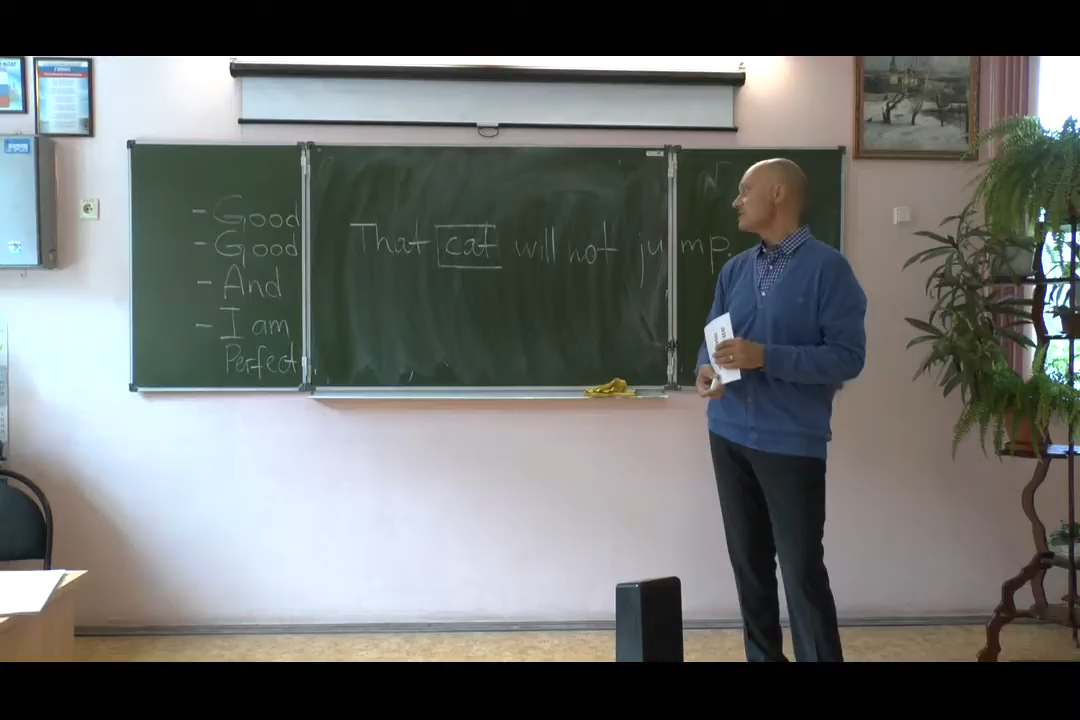 - Good
- Good
- And
- I am
Perfect
That cat will not jump.